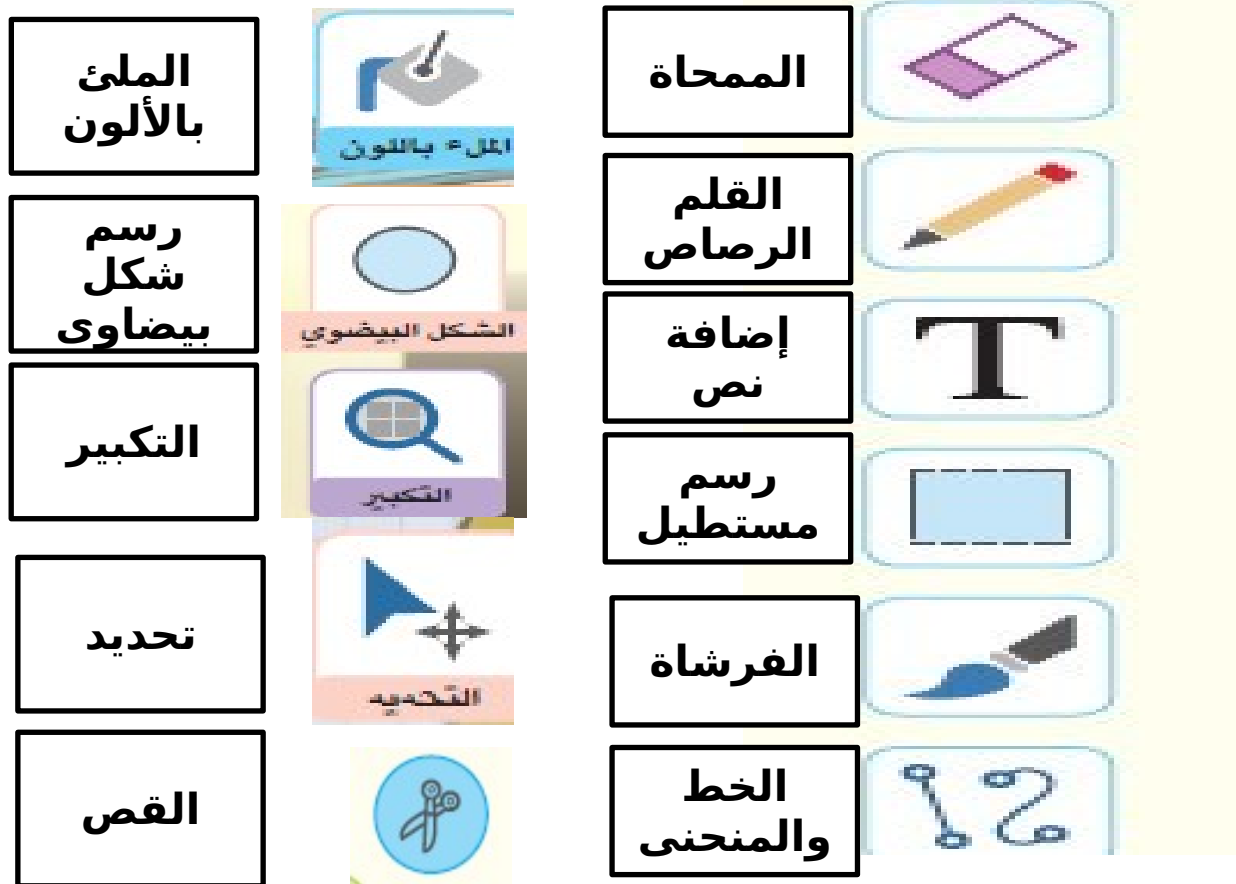 الممحاة
القلم
الرصاص
إضافة
نص
T
رسم
مستطيل
الفرشاة
الخط
والمنحنى
الملء باللون
الملئ
بالألون
الشكل البيضوي
رسم
شكل
بيضاوى
التكبير
التكبير
التحديد
تحديد
القص